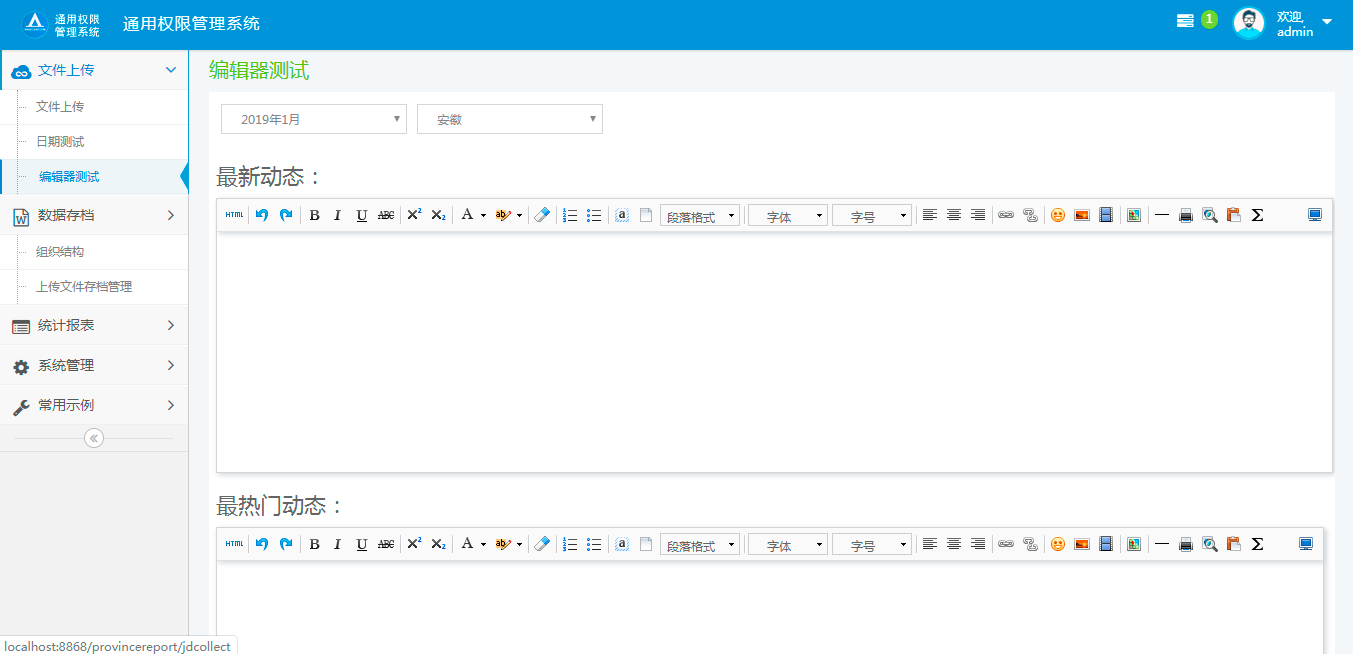 通用权限
管理系统
通用权限管理系统
1
欢迎,
admin
文件上传
文件上传
日期测试
编辑器测试
数据存档
组织结构
上传文件存档管理
统计报表
系统管理
常用示例
编辑器测试
2019年1月
安徽
最新动态：
HTML B I U ABC X² X₂ A ab a 段落格式 字体 字号 Σ
最热门动态：
HTML B I U ABC X² X₂ A ab a 段落格式 字体 字号 Σ
localhost:8868/provincereport/jdcollect